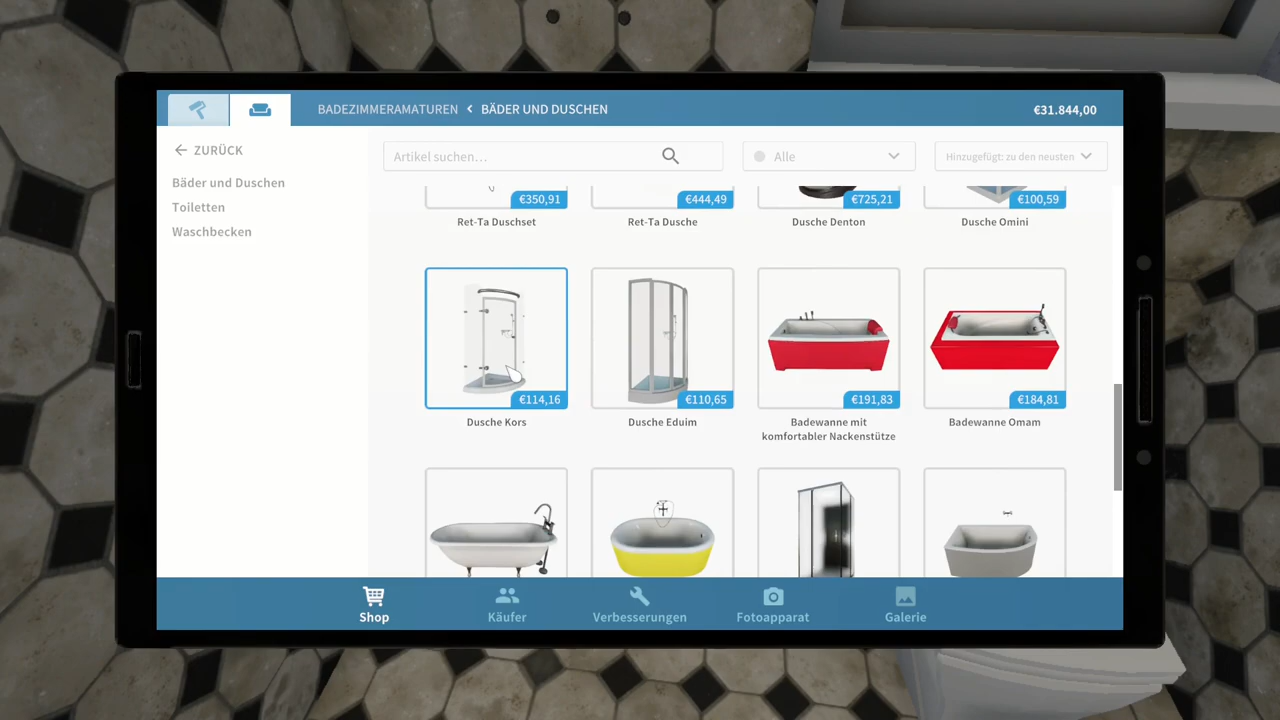 BADEZIMMERAMATUREN
BÄDER UND DUSCHEN
€31.844,00
ZURÜCK
Bäder und Duschen
Toiletten
Waschbecken
Artikel suchen…
Alle
Hinzugefügt: zu den neusten
€350,91
€444,49
€725,21
€100,59
Ret-Ta Duschset
Ret-Ta Dusche
Dusche Denton
Dusche Omini
€114,16
€110,65
€191,83
€184,81
Dusche Kors
Dusche Eduim
Badewanne mit
komfortabler Nackenstütze
Badewanne Omam
Shop
Käufer
Verbesserungen
Fotoapparat
Galerie